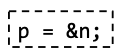 p = &n;